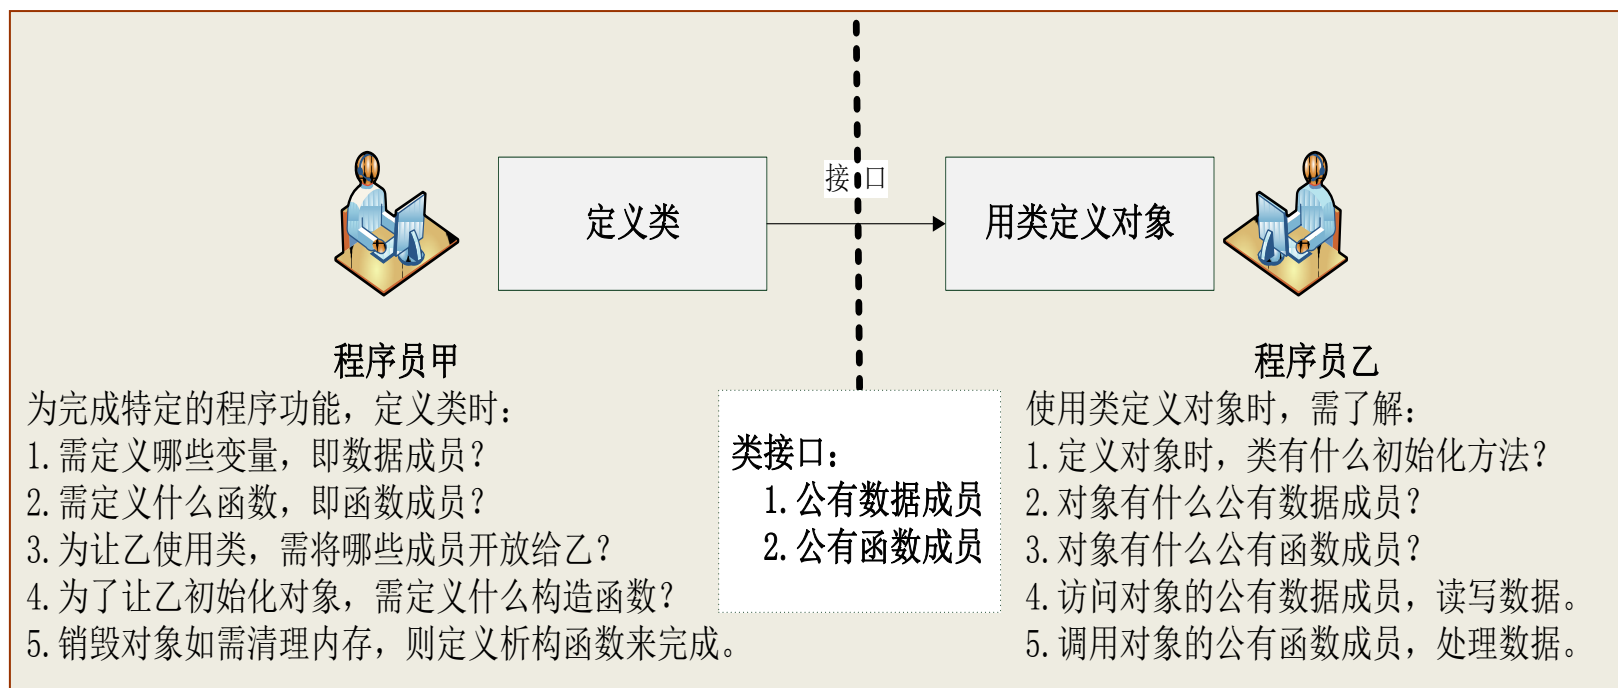 定义类
接口
用类定义对象
程序员甲
为完成特定的程序功能，定义类时：
1.需定义哪些变量，即数据成员？
2.需定义什么函数，即函数成员？
3.为让乙使用类，需将哪些成员开放给乙？
4.为了让乙初始化对象，需定义什么构造函数？
5.销毁对象如需清理内存，则定义析构函数来完成。
类接口：
1.公有数据成员
2.公有函数成员
程序员乙
使用类定义对象时，需了解：
1.定义对象时，类有什么初始化方法？
2.对象有什么公有数据成员？
3.对象有什么公有函数成员？
4.访问对象的公有数据成员，读写数据。
5.调用对象的公有函数成员，处理数据。